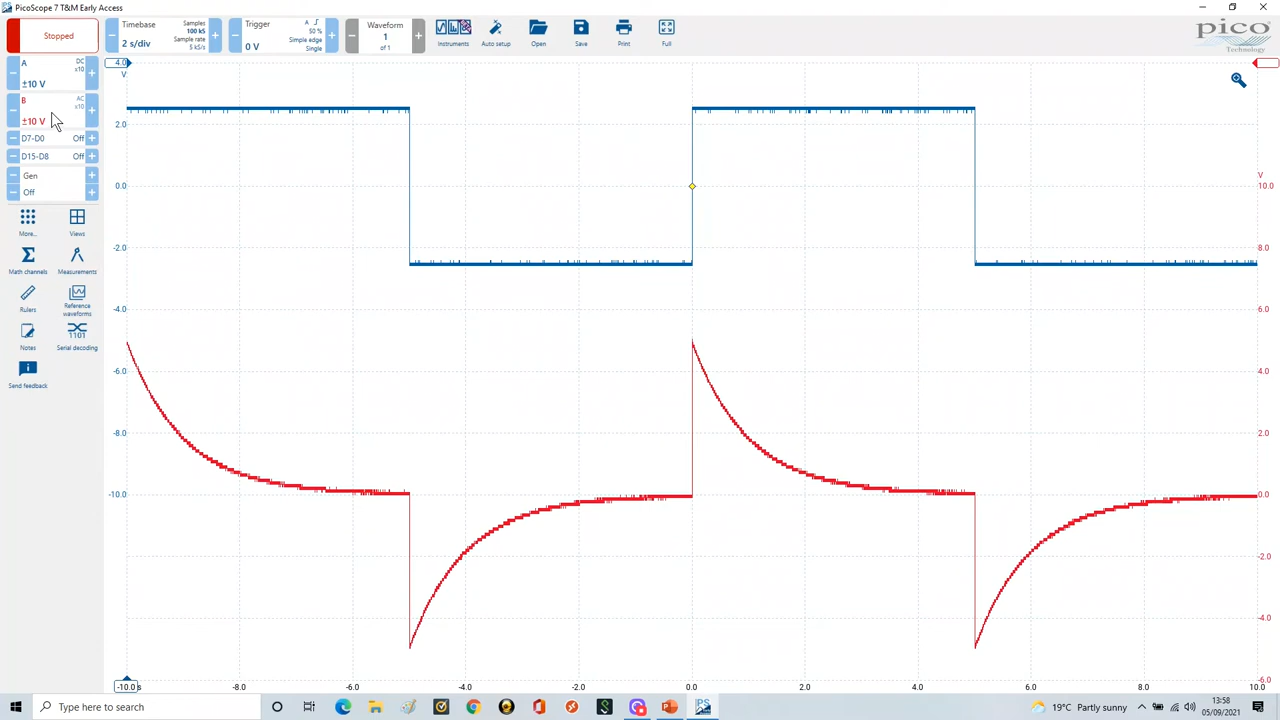 PicoScope 7 T&M Early Access
Stopped
Timebase
2 s/div
Samples
100 kS
Sample rate
5 kS/s
Trigger
0 V
A
50 %
Simple edge
Single
Waveform
1
of 1
Instruments
Auto setup
Open
Save
Print
Full
pico
Technology
A
DC
x10
±10 V
B
AC
x10
±10 V
D7-D0 Off
D15-D8 Off
Gen
Off
More...
Views
Math channels
Measurements
Rulers
Reference
waveforms
Notes
1101
Serial decoding
Send feedback
4.0
V
2.0
0.0
-2.0
-4.0
-6.0
-8.0
-10.0
V
10.0
8.0
6.0
4.0
2.0
0.0
-2.0
-4.0
-6.0
-10.0 s
-8.0
-6.0
-4.0
-2.0
0.0
2.0
4.0
6.0
8.0
10.0
Type here to search
PS
19°C Partly sunny
13:58
05/09/2021